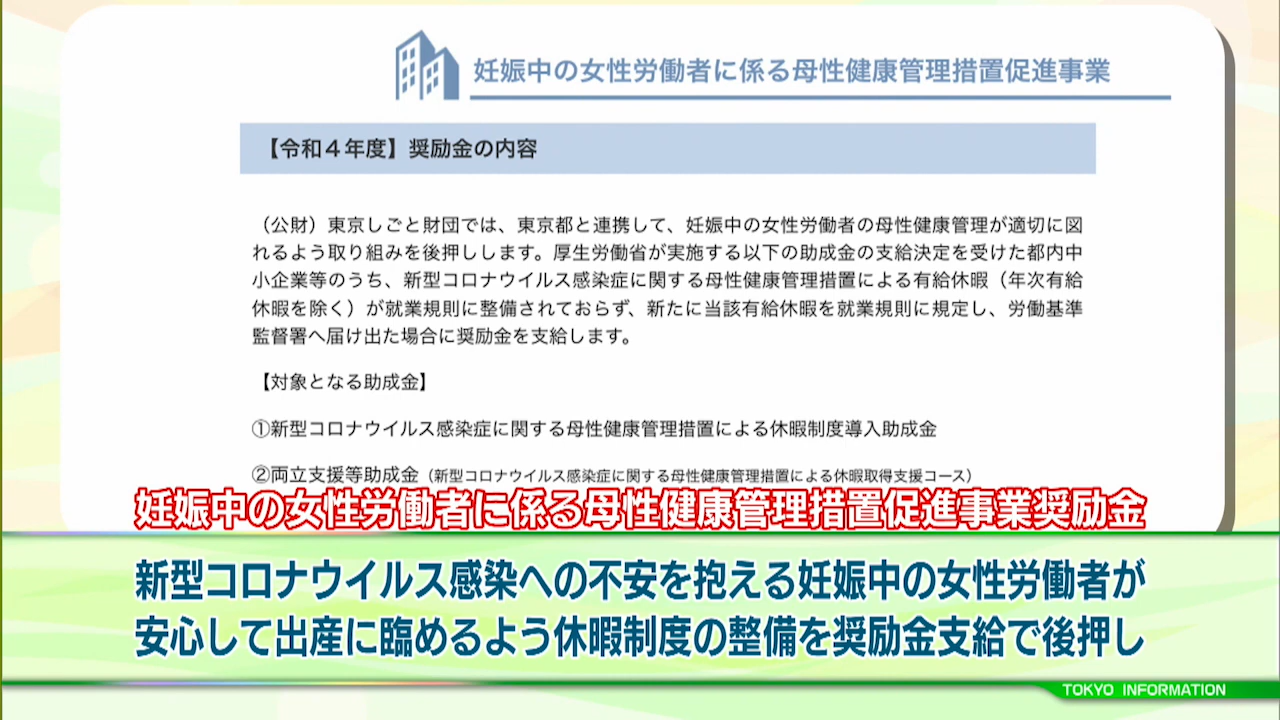 妊娠中の女性労働者に係る母性健康管理措置促進事業
【令和４年度】奨励金の内容
（公財）東京しごと財団では、東京都と連携して、妊娠中の女性労働者の母性健康管理が適切に図
れるよう取り組みを後押しします。厚生労働省が実施する以下の助成金の支給決定を受けた都内中
小企業等のうち、新型コロナウイルス感染症に関する母性健康管理措置による有給休暇（年次有給
休暇を除く）が就業規則に整備されておらず、新たに当該有給休暇を就業規則に規定し、労働基準
監督署へ届け出た場合に奨励金を支給します。
【対象となる助成金】
①新型コロナウイルス感染症に関する母性健康管理措置による休暇制度導入助成金
②両立支援等助成金（新型コロナウイルス感染症に関する母性健康管理措置による休暇取得支援コース）
妊娠中の女性労働者に係る母性健康管理措置促進事業奨励金
新型コロナウイルス感染への不安を抱える妊娠中の女性労働者が
安心して出産に臨めるよう休暇制度の整備を奨励金支給で後押し
TOKYO INFORMATION